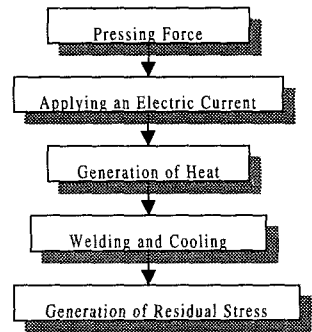 Pressing Force
Applying an Electric Current
Generation of Heat
Welding and Cooling
Generation of Residual Stress